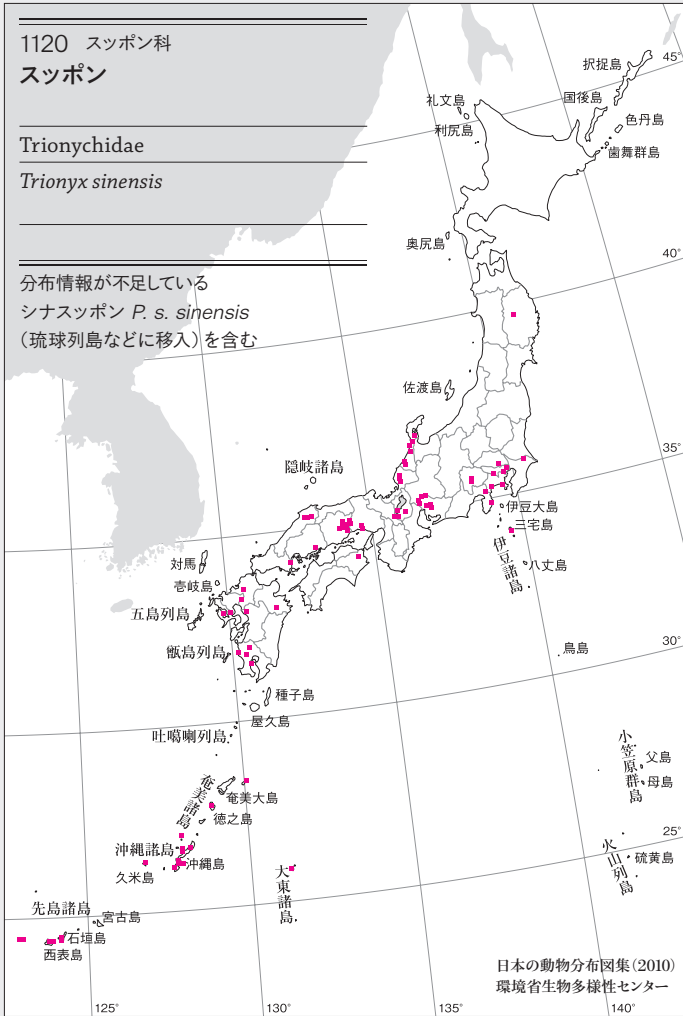 1120 スッポン科
スッポン
Trionychidae
Trionyx sinensis
分布情報が不足している
シナスッポン P. s. sinensis
（琉球列島などに移入）を含む
択捉島
45°
国後島
礼文島
色丹島
利尻島
歯舞群島
奥尻島
40°
佐渡島
35°
隠岐諸島
伊豆大島
三宅島
伊豆諸島
八丈島
対馬
壱岐島
五島列島
甑島列島
鳥島
30°
種子島
屋久島
吐噶喇列島
小笠原群島
父島
母島
奄美諸島
奄美大島
徳之島
25°
沖縄諸島
沖縄島
久米島
大東諸島
火山列島
硫黄島
先島諸島
宮古島
石垣島
西表島
日本の動物分布図集(2010)
環境省生物多様性センター
125°
130°
135°
140°